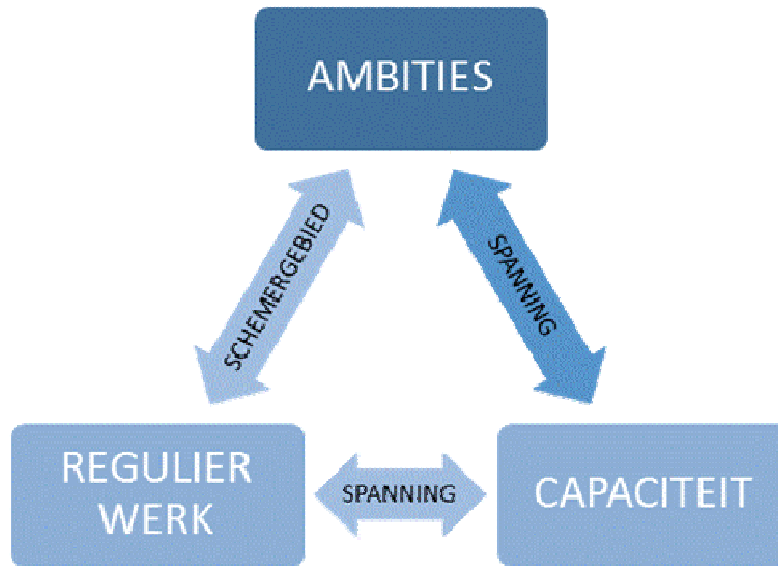 AMBITIES
SCHEMERGEBIED
SPANNING
REGULIER
WERK
SPANNING
CAPACITEIT